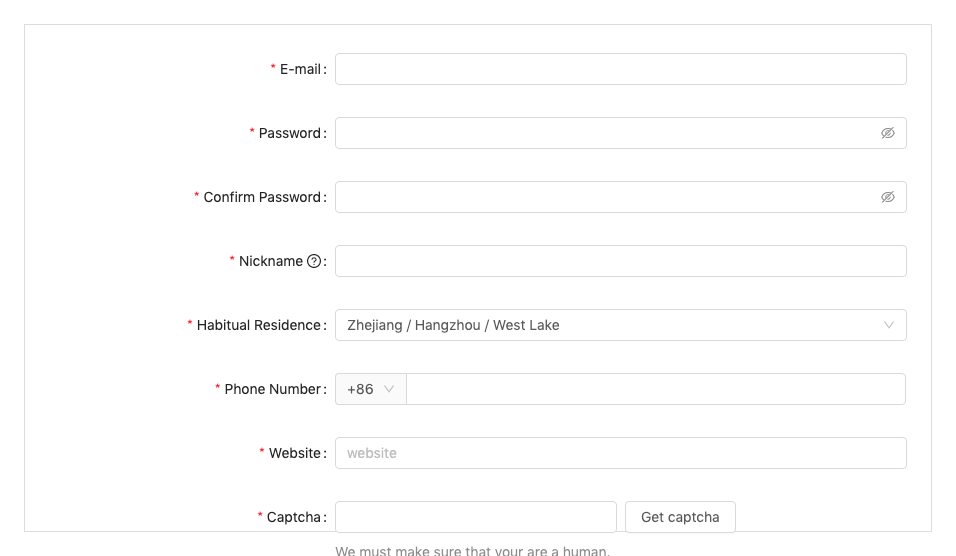 * E-mail:
* Password:
* Confirm Password:
* Nickname ?:
* Habitual Residence: Zhejiang / Hangzhou / West Lake
* Phone Number: +86
* Website: website
* Captcha: Get captcha
We must make sure that your are a human.